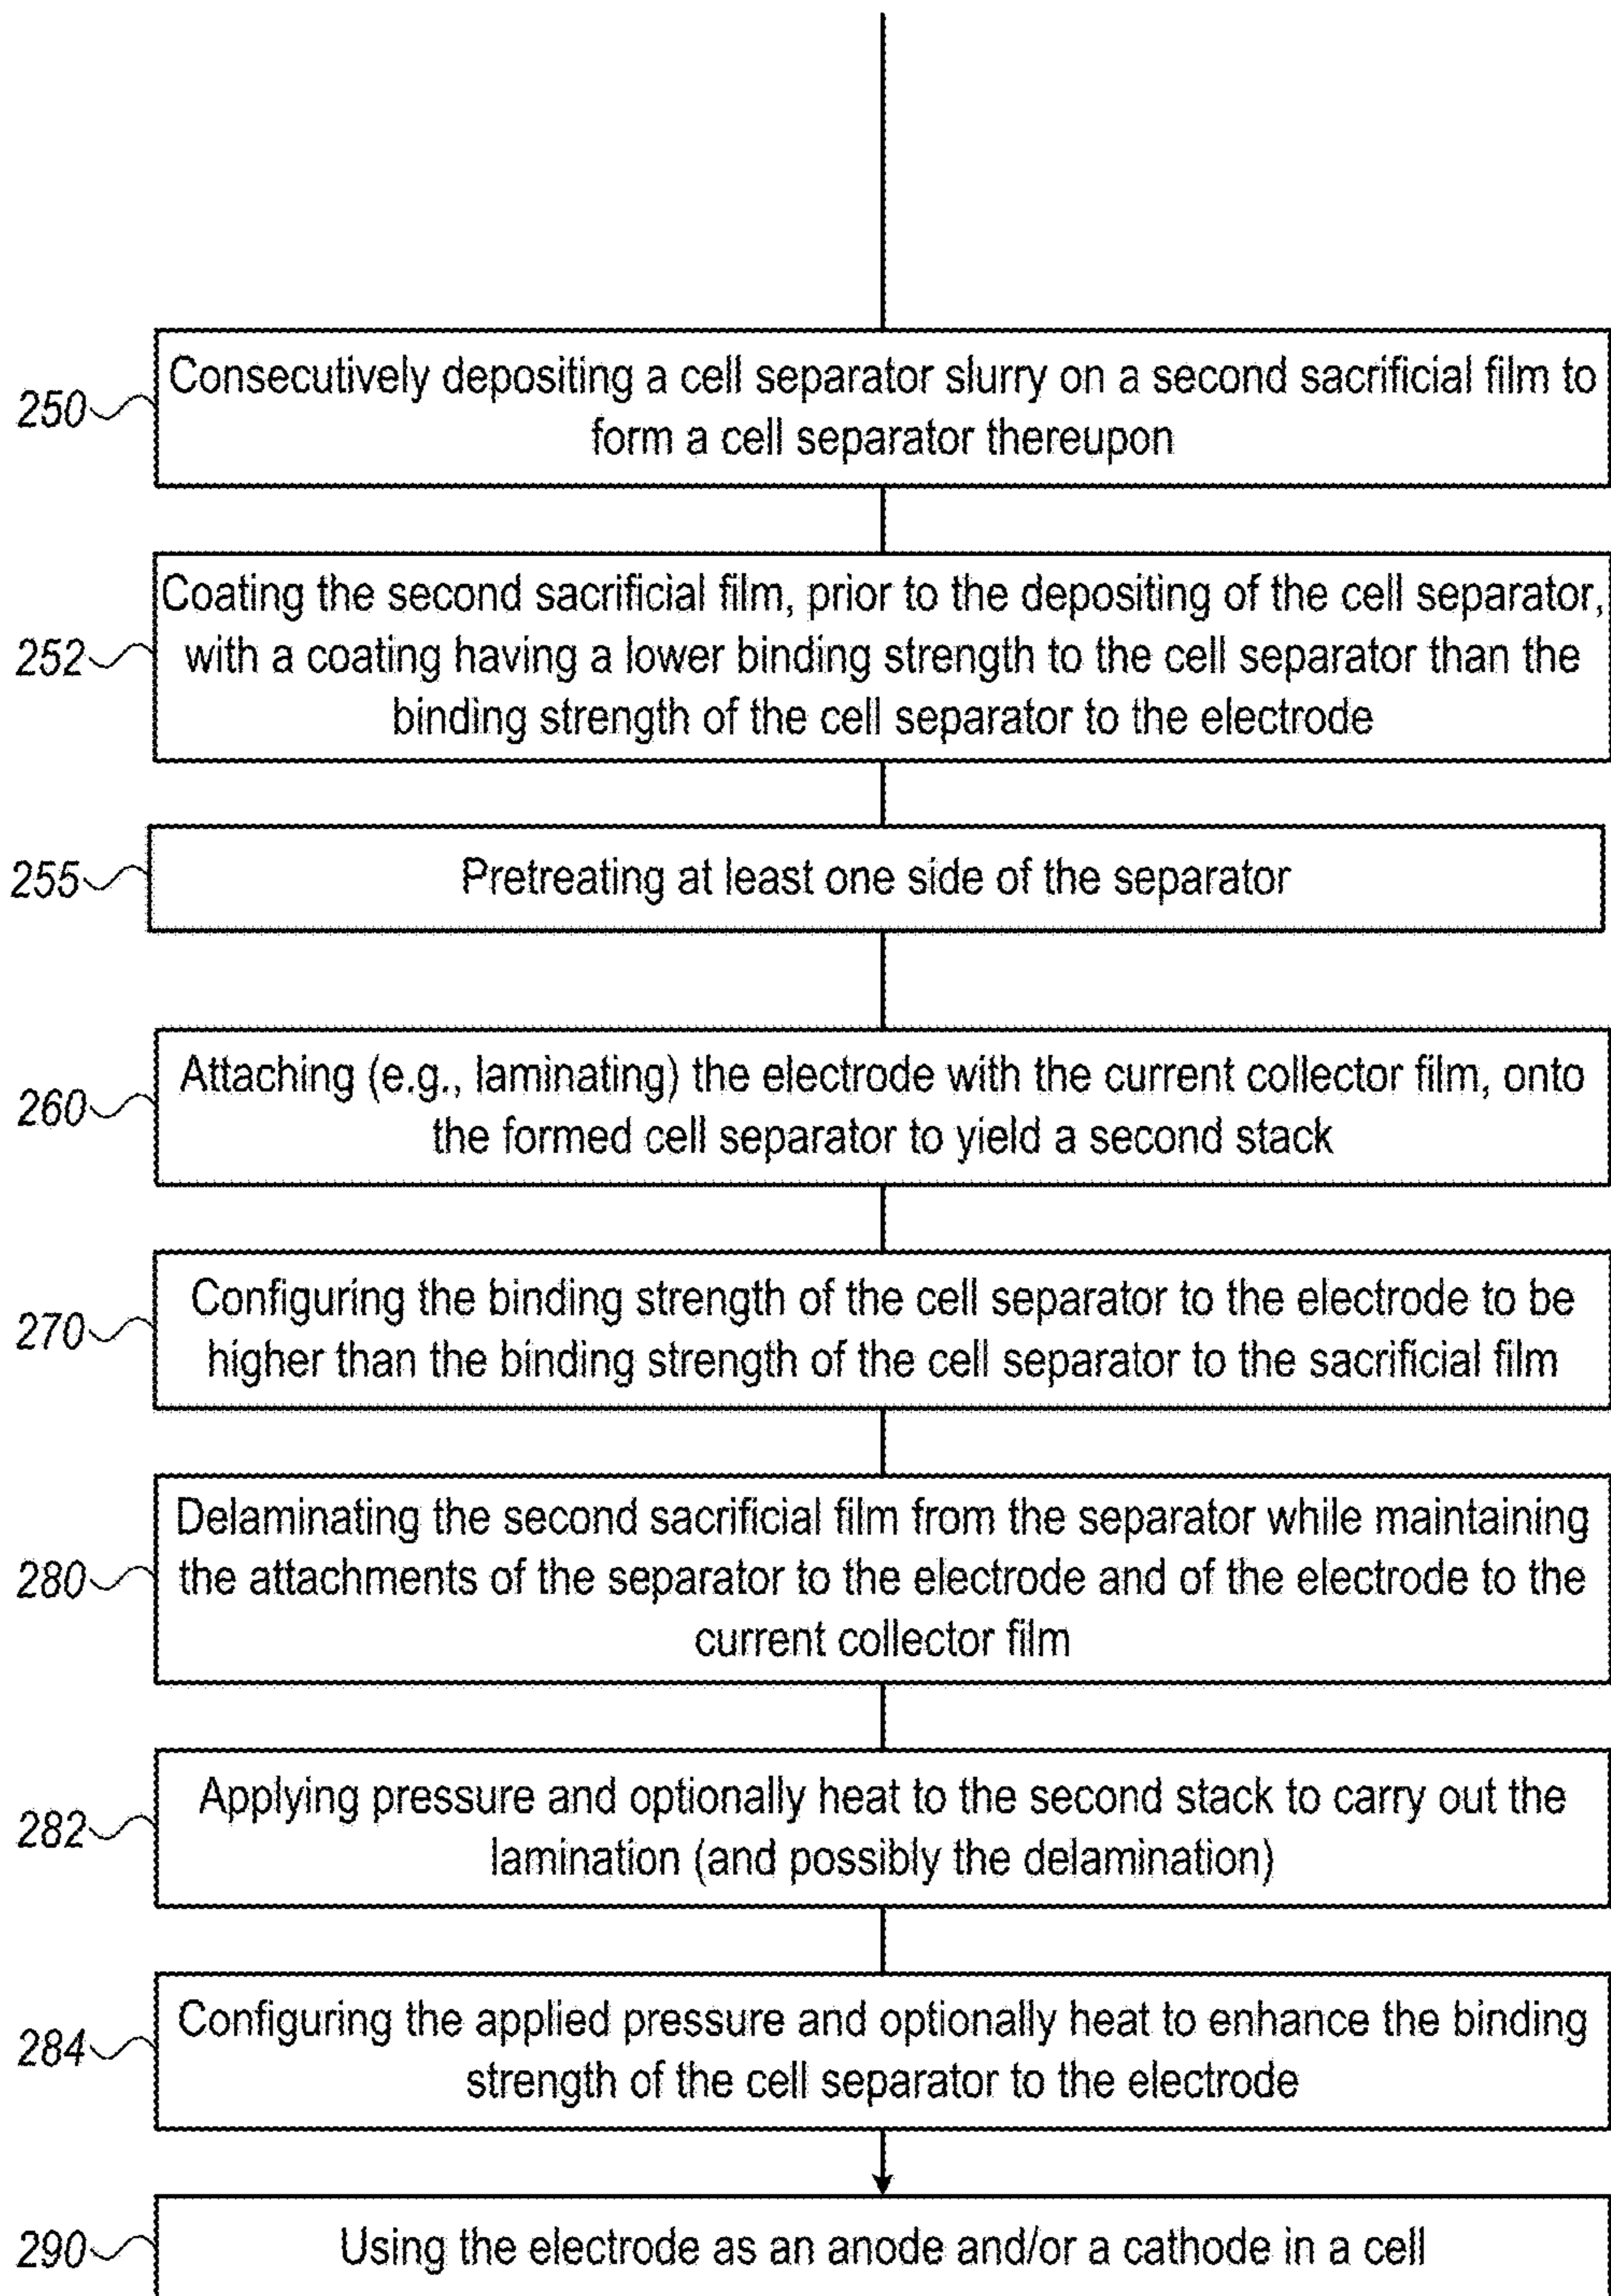 250
Consecutively depositing a cell separator slurry on a second sacrificial film to
form a cell separator thereupon
252
Coating the second sacrificial film, prior to the depositing of the cell separator,
with a coating having a lower binding strength to the cell separator than the
binding strength of the cell separator to the electrode
255
Pretreating at least one side of the separator
260
Attaching (e.g., laminating) the electrode with the current collector film, onto
the formed cell separator to yield a second stack
270
Configuring the binding strength of the cell separator to the electrode to be
higher than the binding strength of the cell separator to the sacrificial film
280
Delaminating the second sacrificial film from the separator while maintaining
the attachments of the separator to the electrode and of the electrode to the
current collector film
282
Applying pressure and optionally heat to the second stack to carry out the
lamination (and possibly the delamination)
284
Configuring the applied pressure and optionally heat to enhance the binding
strength of the cell separator to the electrode
290
Using the electrode as an anode and/or a cathode in a cell